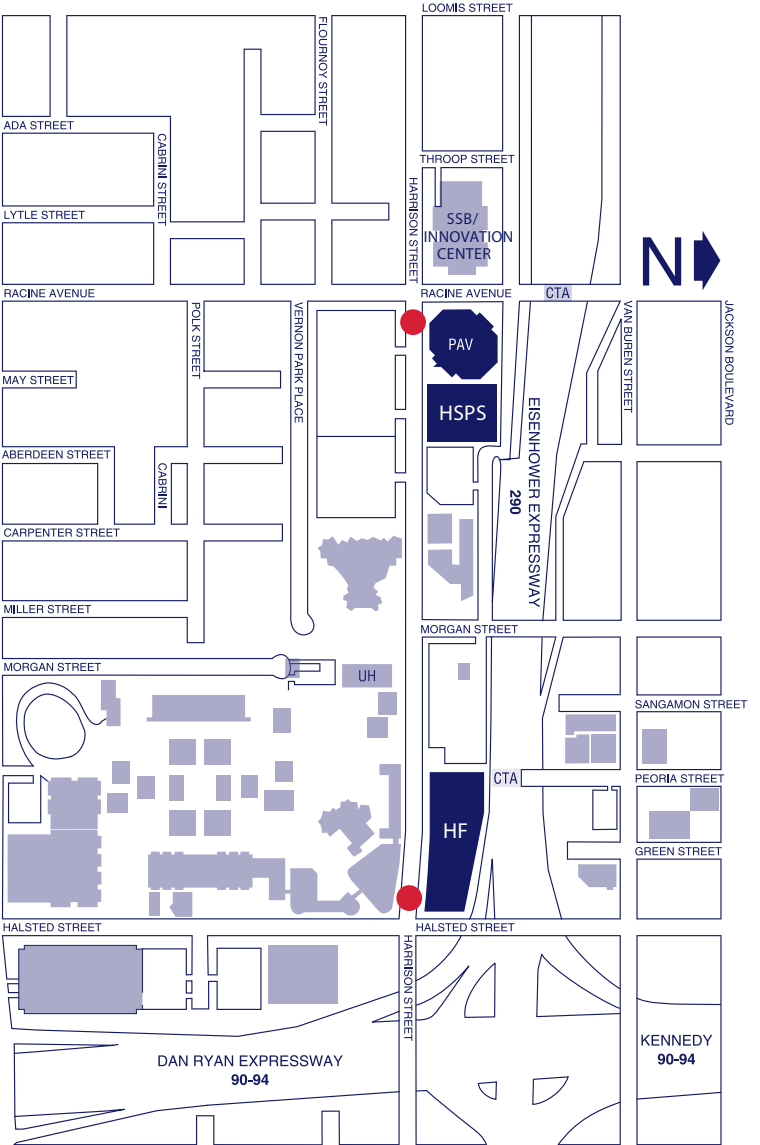 LOOMIS STREET
FLOURNOY STREET
ADA STREET
CABRINI STREET
THROOP STREET
HARRISON STREET
LYTLE STREET
SSB/
INNOVATION
CENTER
N
RACINE AVENUE
RACINE AVENUE
CTA
POLK STREET
VERNON PARK PLACE
VAN BUREN STREET
JACKSON BOULEVARD
PAV
MAY STREET
HSPS
EISENHOWER EXPRESSWAY
290
ABERDEEN STREET
CABRINI
CARPENTER STREET
MILLER STREET
MORGAN STREET
MORGAN STREET
UH
SANGAMON STREET
CTA
PEORIA STREET
HF
GREEN STREET
HALSTED STREET
HALSTED STREET
HARRISON STREET
DAN RYAN EXPRESSWAY
90-94
KENNEDY
90-94